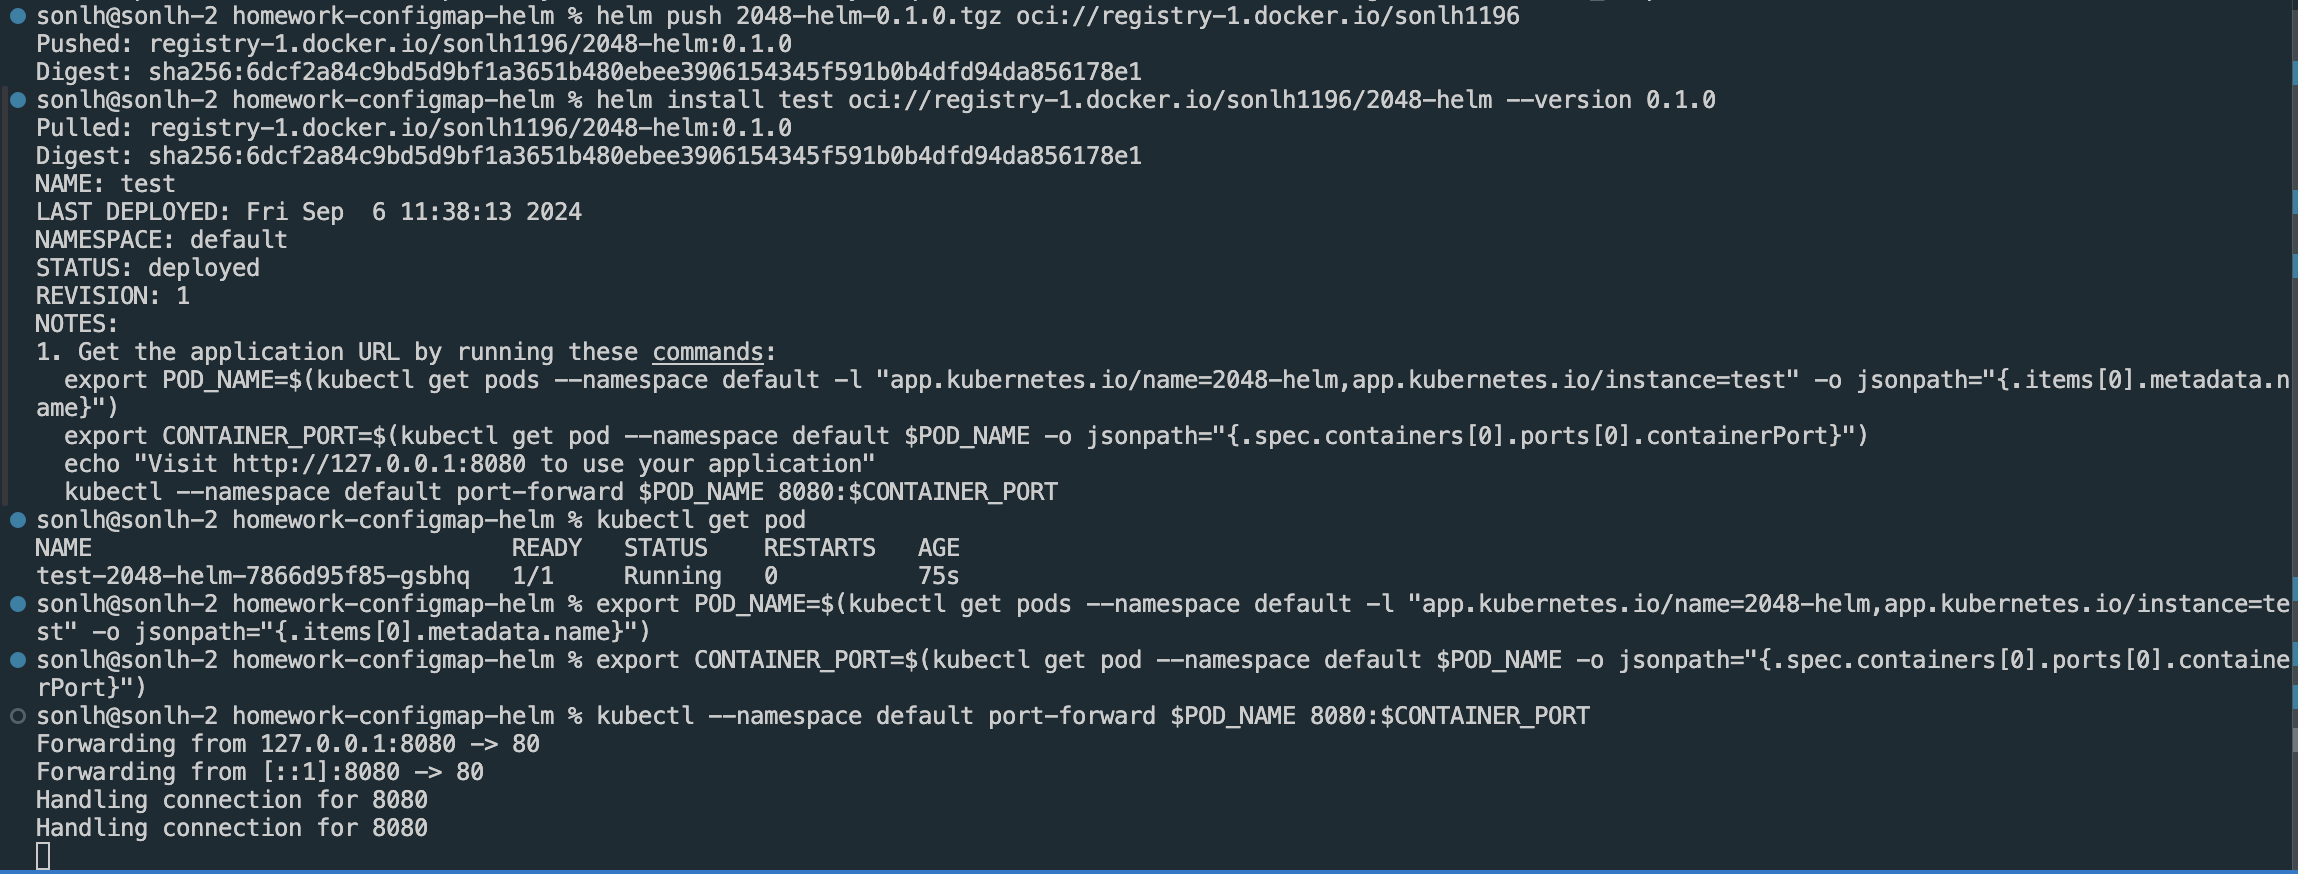 sonlh@sonlh-2 homework-configmap-helm % helm push 2048-helm-0.1.0.tgz oci://registry-1.docker.io/sonlh1196
Pushed: registry-1.docker.io/sonlh1196/2048-helm:0.1.0
Digest: sha256:6dcf2a84c9bd5d9bf1a3651b480ebee3906154345f591b0b4dfd94da856178e1
sonlh@sonlh-2 homework-configmap-helm % helm install test oci://registry-1.docker.io/sonlh1196/2048-helm --version 0.1.0
Pulled: registry-1.docker.io/sonlh1196/2048-helm:0.1.0
Digest: sha256:6dcf2a84c9bd5d9bf1a3651b480ebee3906154345f591b0b4dfd94da856178e1
NAME: test
LAST DEPLOYED: Fri Sep  6 11:38:13 2024
NAMESPACE: default
STATUS: deployed
REVISION: 1
NOTES:
1. Get the application URL by running these commands:
  export POD_NAME=$(kubectl get pods --namespace default -l "app.kubernetes.io/name=2048-helm,app.kubernetes.io/instance=test" -o jsonpath="{.items[0].metadata.n
ame}")
  export CONTAINER_PORT=$(kubectl get pod --namespace default $POD_NAME -o jsonpath="{.spec.containers[0].ports[0].containerPort}")
  echo "Visit http://127.0.0.1:8080 to use your application"
  kubectl --namespace default port-forward $POD_NAME 8080:$CONTAINER_PORT
sonlh@sonlh-2 homework-configmap-helm % kubectl get pod
NAME                              READY   STATUS    RESTARTS   AGE
test-2048-helm-7866d95f85-gsbhq   1/1     Running   0          75s
sonlh@sonlh-2 homework-configmap-helm % export POD_NAME=$(kubectl get pods --namespace default -l "app.kubernetes.io/name=2048-helm,app.kubernetes.io/instance=te
st" -o jsonpath="{.items[0].metadata.name}")
sonlh@sonlh-2 homework-configmap-helm % export CONTAINER_PORT=$(kubectl get pod --namespace default $POD_NAME -o jsonpath="{.spec.containers[0].ports[0].containe
rPort}")
sonlh@sonlh-2 homework-configmap-helm % kubectl --namespace default port-forward $POD_NAME 8080:$CONTAINER_PORT
Forwarding from 127.0.0.1:8080 -> 80
Forwarding from [::1]:8080 -> 80
Handling connection for 8080
Handling connection for 8080